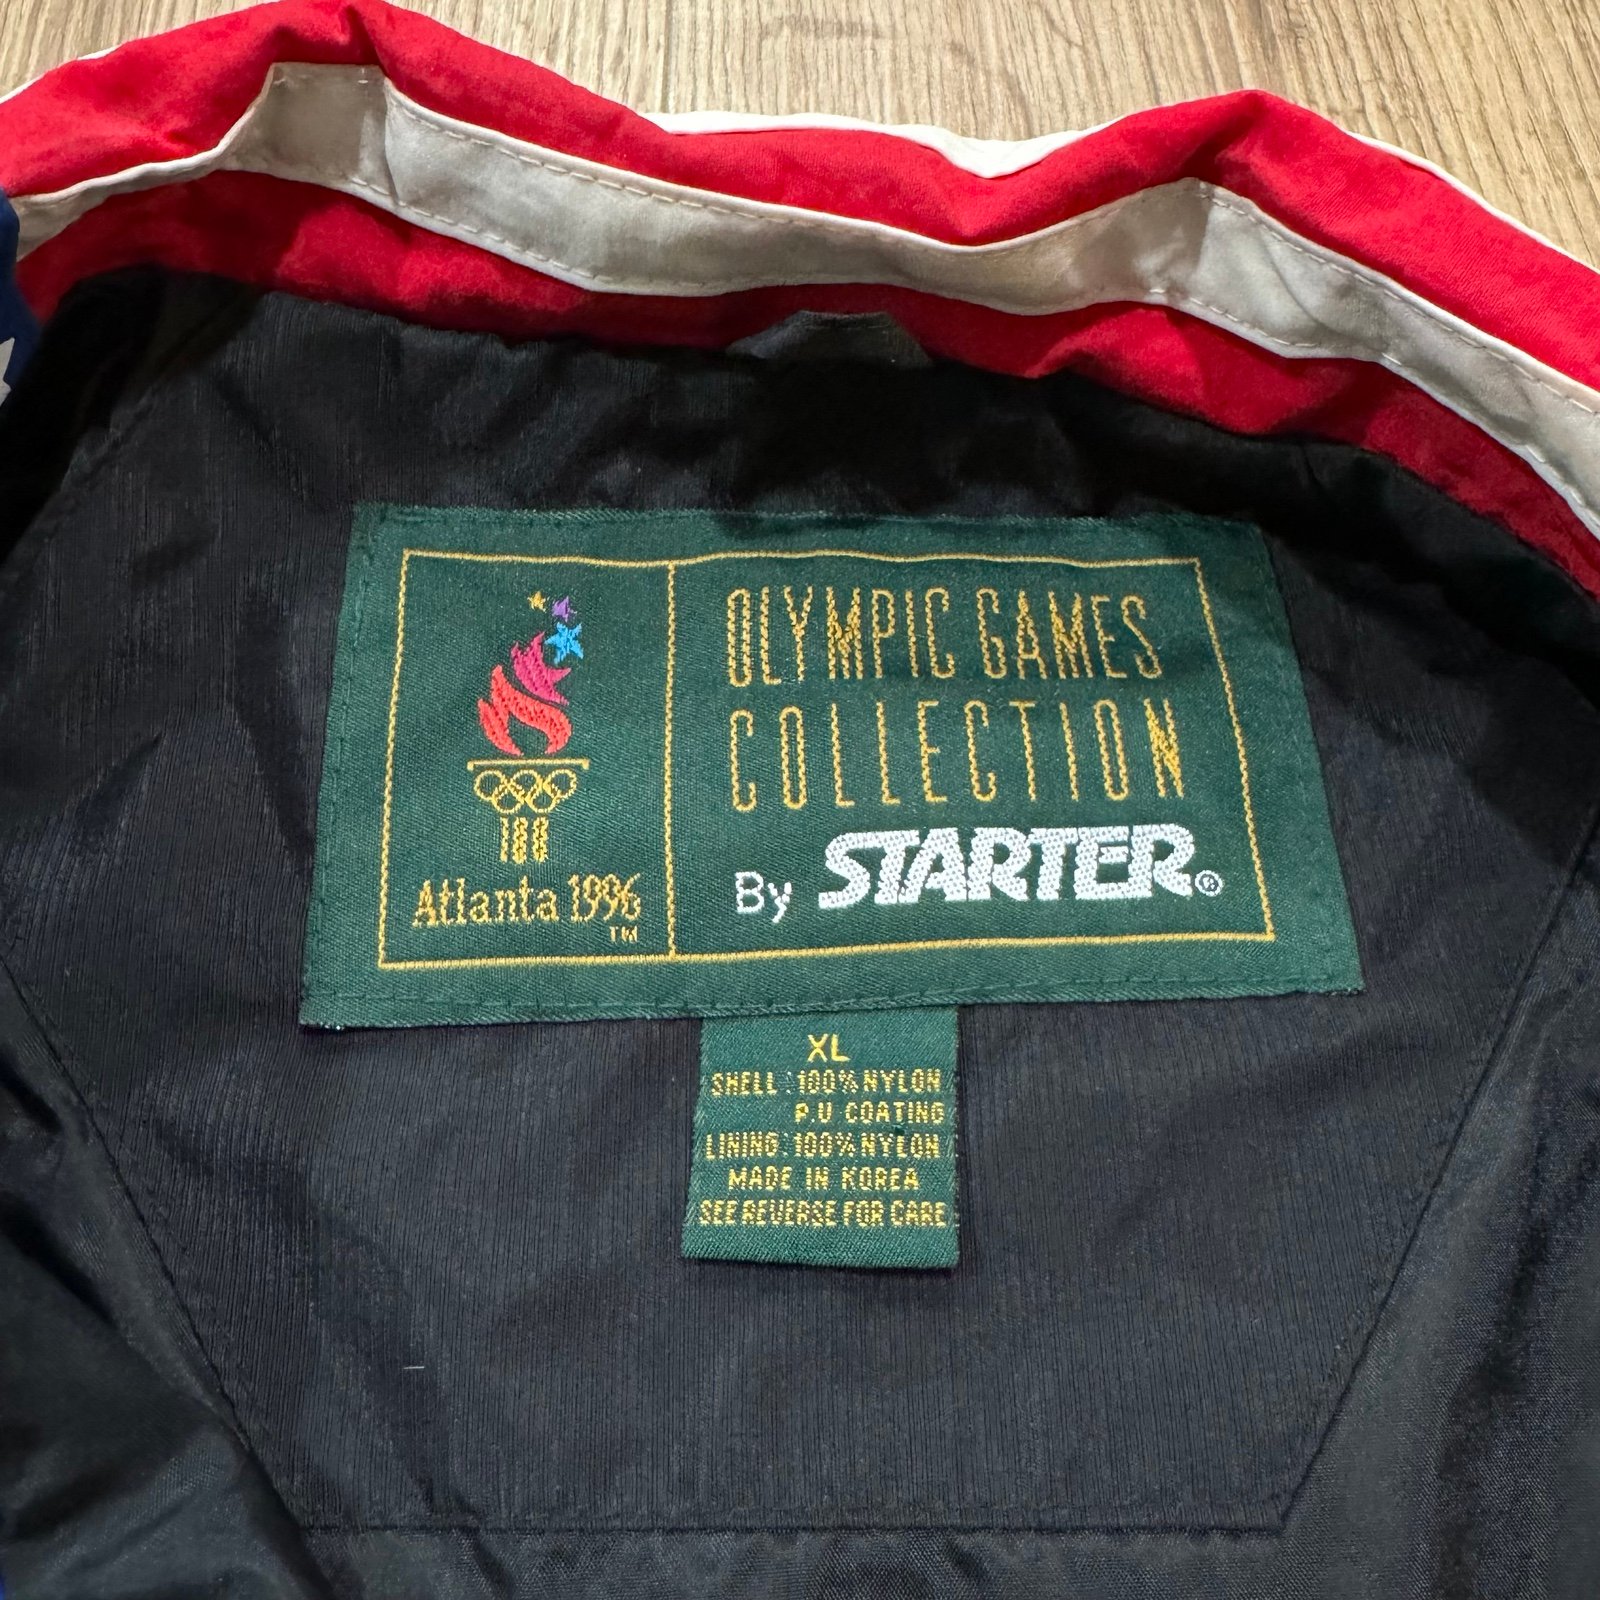 100
Atlanta 1996
TM
OLYMPIC GAMES
COLLECTION
By STARTER®
XL
SHELL : 100% NYLON
P.U COATING
LINING : 100% NYLON
MADE IN KOREA
SEE REVERSE FOR CARE